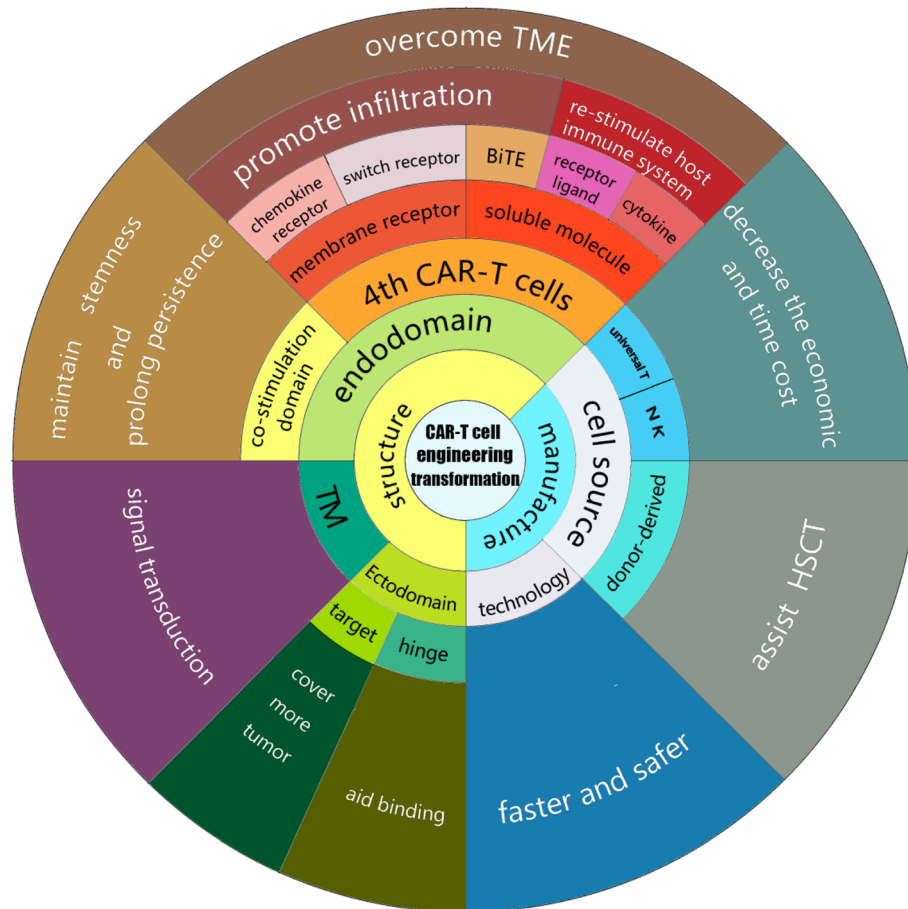 overcome TME
promote infiltration
re-stimulate host
immune system
chemokine
receptor
switch receptor
BiTE
receptor
ligand
cytokine
membrane receptor
soluble molecule
4th CAR-T cells
maintain stemness
and
prolong persistence
decrease the economic
and time cost
co-stimulation
domain
endodomain
universal T
NK
structure
CAR-T cell
engineering
transformation
manufacture
cell source
TM
donor-derived
signal transduction
assist HSCT
Ectodomain
technology
target
hinge
cover
more
tumor
aid binding
faster and safer